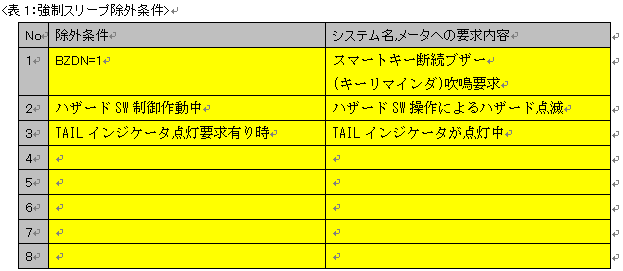 <表1:強制スリープ除外条件>
No 除外条件 システム名,メータへの要求内容
1 BZDN=1 スマートキー断続ブザー
(キーリマインダ)吹鳴要求
2 ハザードSW制御作動中 ハザードSW操作によるハザード点滅
3 TAILインジケータ点灯要求有り時 TAILインジケータが点灯中
4
5
6
7
8